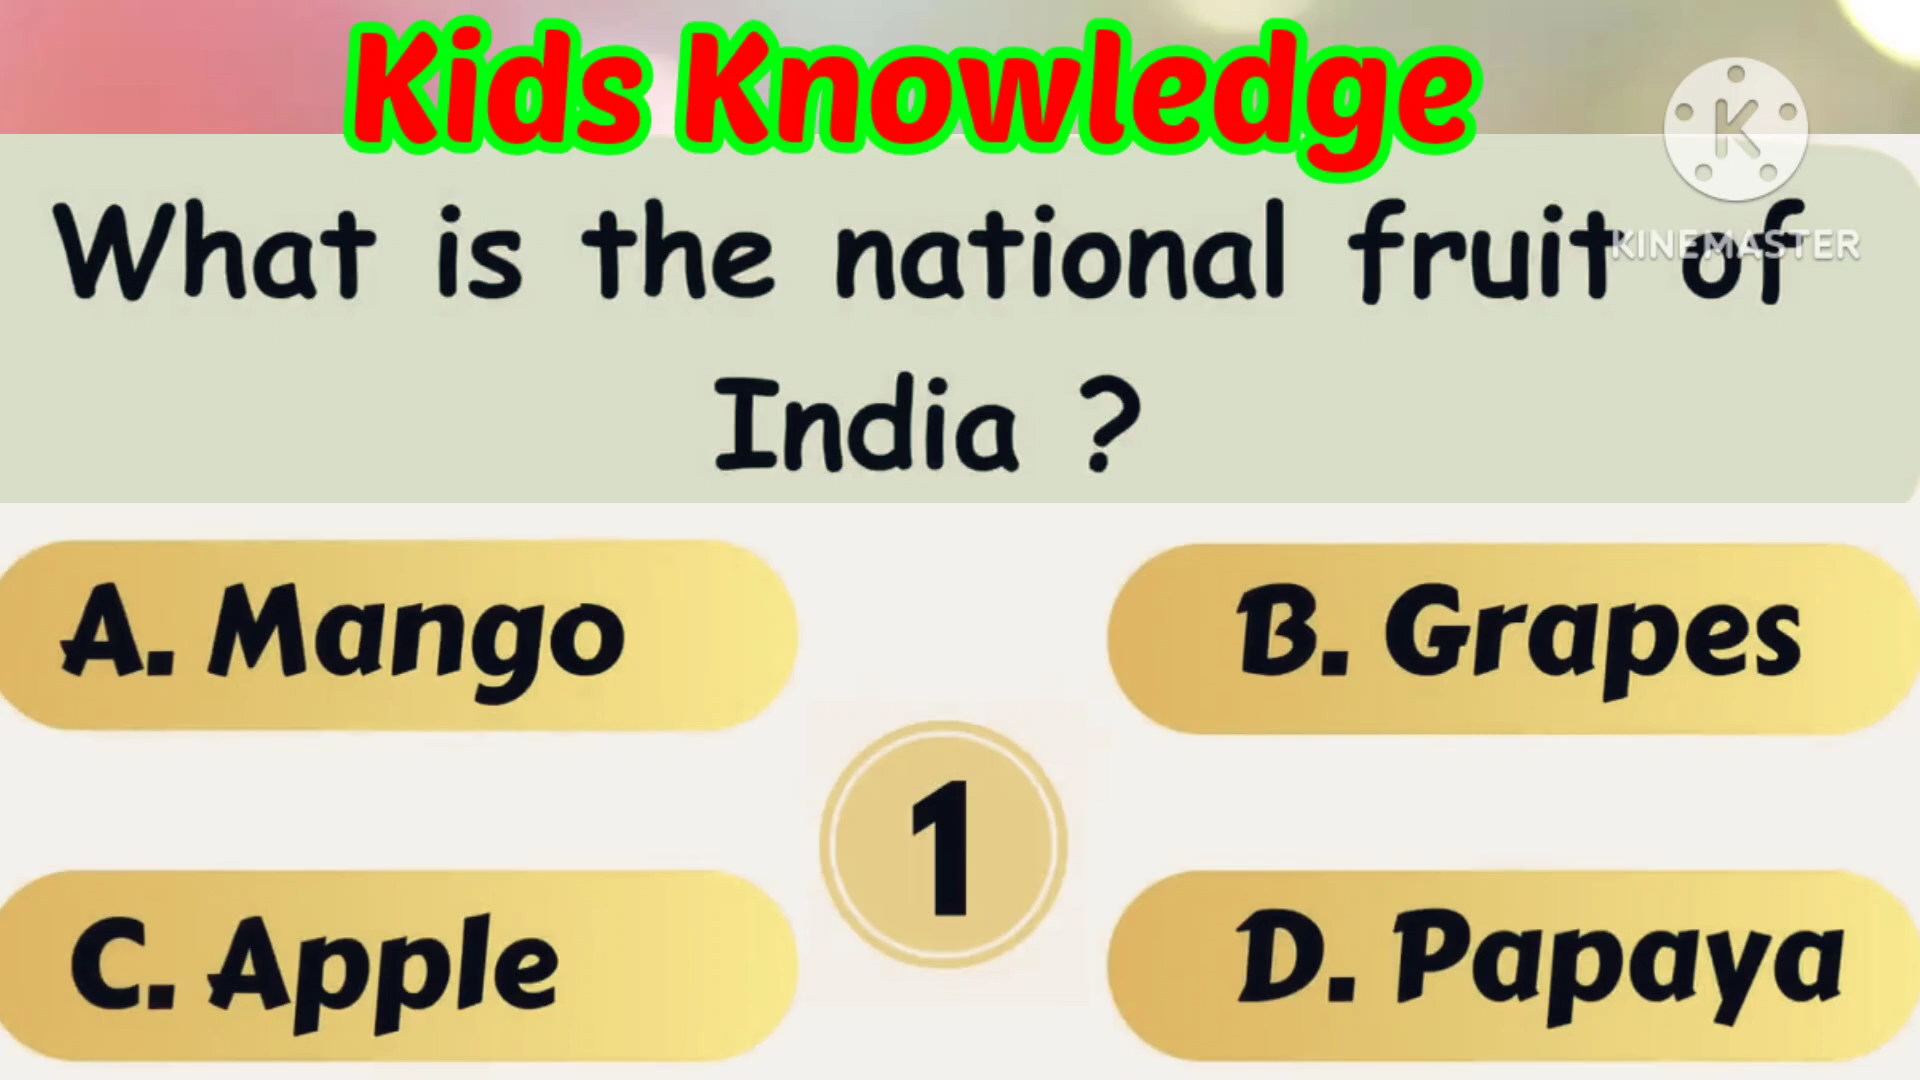 Kids Knowledge
K
KINEMASTER
What is the national fruit of
India ?
A. Mango
B. Grapes
1
C. Apple
D. Papaya